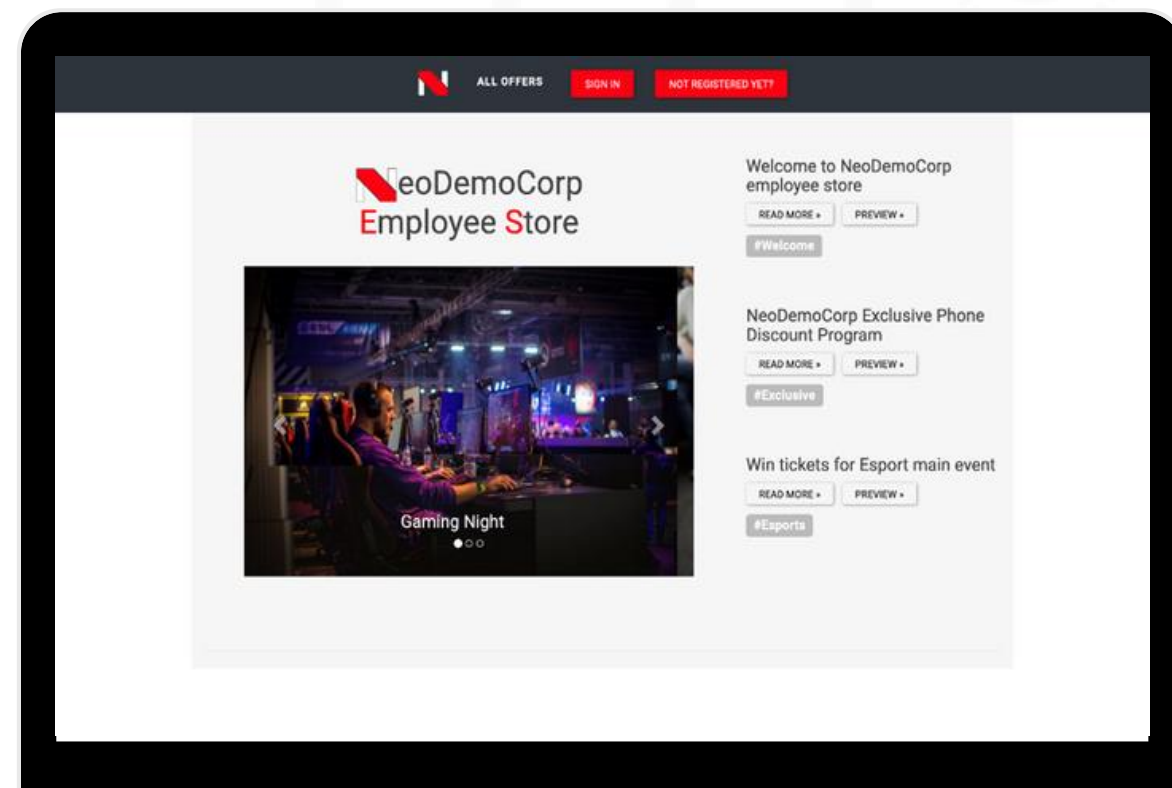 N
ALL OFFERS
SIGN IN
NOT REGISTERED YET?
NeoDemoCorp
Employee Store
Gaming Night
Welcome to NeoDemoCorp
employee store
READ MORE »
PREVIEW »
#Welcome
NeoDemoCorp Exclusive Phone
Discount Program
READ MORE »
PREVIEW »
#Exclusive
Win tickets for Esport main event
READ MORE »
PREVIEW »
#Esports